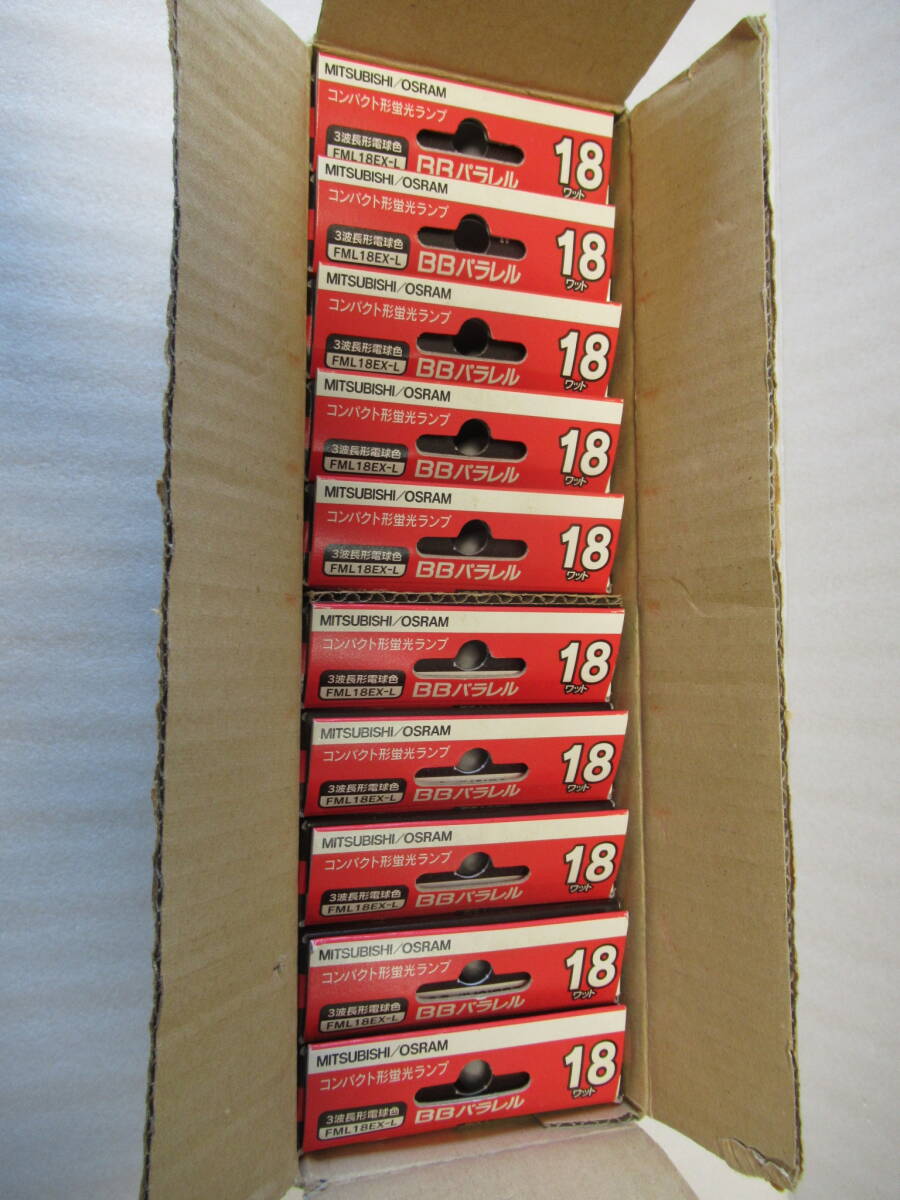 MITSUBISHI/OSRAM
コンパクト形蛍光ランプ
3波長形電球色
FML18EX-L
BBパラレル
18
ワット
MITSUBISHI/OSRAM
コンパクト形蛍光ランプ
3波長形電球色
FML18EX-L
BBパラレル
18
ワット
MITSUBISHI/OSRAM
コンパクト形蛍光ランプ
3波長形電球色
FML18EX-L
BBパラレル
18
ワット
MITSUBISHI/OSRAM
コンパクト形蛍光ランプ
3波長形電球色
FML18EX-L
BBパラレル
18
ワット
MITSUBISHI/OSRAM
コンパクト形蛍光ランプ
3波長形電球色
FML18EX-L
BBパラレル
18
ワット
MITSUBISHI/OSRAM
コンパクト形蛍光ランプ
3波長形電球色
FML18EX-L
BBパラレル
18
ワット
MITSUBISHI/OSRAM
コンパクト形蛍光ランプ
3波長形電球色
FML18EX-L
BBパラレル
18
ワット
MITSUBISHI/OSRAM
コンパクト形蛍光ランプ
3波長形電球色
FML18EX-L
BBパラレル
18
ワット
MITSUBISHI/OSRAM
コンパクト形蛍光ランプ
3波長形電球色
FML18EX-L
BBパラレル
18
ワット
MITSUBISHI/OSRAM
コンパクト形蛍光ランプ
3波長形電球色
FML18EX-L
BBパラレル
18
ワット